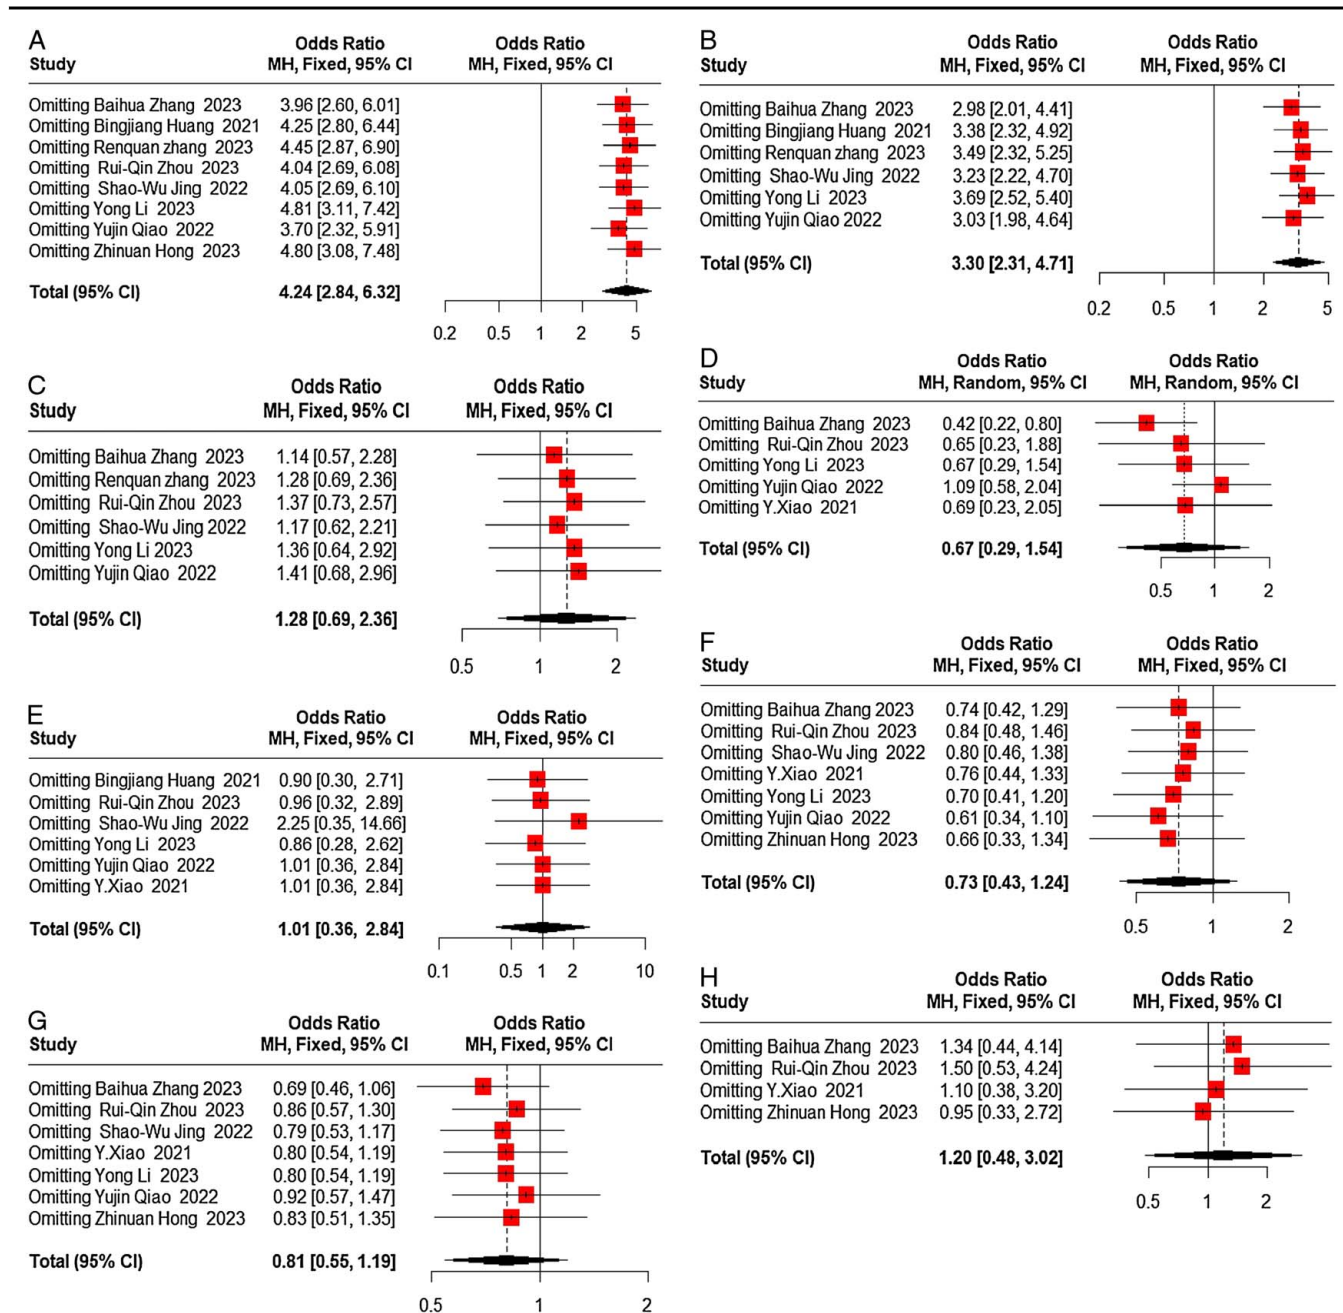 A
Odds Ratio Odds Ratio
Study MH, Fixed, 95% CI MH, Fixed, 95% CI
Omitting Baihua Zhang 2023 3.96 [2.60, 6.01]
Omitting Bingjiang Huang 2021 4.25 [2.80, 6.44]
Omitting Renquan zhang 2023 4.45 [2.87, 6.90]
Omitting Rui-Qin Zhou 2023 4.04 [2.69, 6.08]
Omitting Shao-Wu Jing 2022 4.05 [2.69, 6.10]
Omitting Yong Li 2023 4.81 [3.11, 7.42]
Omitting Yujin Qiao 2022 3.70 [2.32, 5.91]
Omitting Zhinuan Hong 2023 4.80 [3.08, 7.48]
Total (95% CI) 4.24 [2.84, 6.32]
0.2 0.5 1 2 5
B
Odds Ratio Odds Ratio
Study MH, Fixed, 95% CI MH, Fixed, 95% CI
Omitting Baihua Zhang 2023 2.98 [2.01, 4.41]
Omitting Bingjiang Huang 2021 3.38 [2.32, 4.92]
Omitting Renquan zhang 2023 3.49 [2.32, 5.25]
Omitting Shao-Wu Jing 2022 3.23 [2.22, 4.70]
Omitting Yong Li 2023 3.69 [2.52, 5.40]
Omitting Yujin Qiao 2022 3.03 [1.98, 4.64]
Total (95% CI) 3.30 [2.31, 4.71]
0.2 0.5 1 2 5
C
Odds Ratio Odds Ratio
Study MH, Fixed, 95% CI MH, Fixed, 95% CI
Omitting Baihua Zhang 2023 1.14 [0.57, 2.28]
Omitting Renquan zhang 2023 1.28 [0.69, 2.36]
Omitting Rui-Qin Zhou 2023 1.37 [0.73, 2.57]
Omitting Shao-Wu Jing 2022 1.17 [0.62, 2.21]
Omitting Yong Li 2023 1.36 [0.64, 2.92]
Omitting Yujin Qiao 2022 1.41 [0.68, 2.96]
Total (95% CI) 1.28 [0.69, 2.36]
0.5 1 2
D
Odds Ratio Odds Ratio
Study MH, Random, 95% CI MH, Random, 95% CI
Omitting Baihua Zhang 2023 0.42 [0.22, 0.80]
Omitting Rui-Qin Zhou 2023 0.65 [0.23, 1.88]
Omitting Yong Li 2023 0.67 [0.29, 1.54]
Omitting Yujin Qiao 2022 1.09 [0.58, 2.04]
Omitting Y.Xiao 2021 0.69 [0.23, 2.05]
Total (95% CI) 0.67 [0.29, 1.54]
0.5 1 2
E
Odds Ratio Odds Ratio
Study MH, Fixed, 95% CI MH, Fixed, 95% CI
Omitting Bingjiang Huang 2021 0.90 [0.30, 2.71]
Omitting Rui-Qin Zhou 2023 0.96 [0.32, 2.89]
Omitting Shao-Wu Jing 2022 2.25 [0.35, 14.66]
Omitting Yong Li 2023 0.86 [0.28, 2.62]
Omitting Yujin Qiao 2022 1.01 [0.36, 2.84]
Omitting Y.Xiao 2021 1.01 [0.36, 2.84]
Total (95% CI) 1.01 [0.36, 2.84]
0.1 0.5 1 2 10
F
Odds Ratio Odds Ratio
Study MH, Fixed, 95% CI MH, Fixed, 95% CI
Omitting Baihua Zhang 2023 0.74 [0.42, 1.29]
Omitting Rui-Qin Zhou 2023 0.84 [0.48, 1.46]
Omitting Shao-Wu Jing 2022 0.80 [0.46, 1.38]
Omitting Y.Xiao 2021 0.76 [0.44, 1.33]
Omitting Yong Li 2023 0.70 [0.41, 1.20]
Omitting Yujin Qiao 2022 0.61 [0.34, 1.10]
Omitting Zhinuan Hong 2023 0.66 [0.33, 1.34]
Total (95% CI) 0.73 [0.43, 1.24]
0.5 1 2
G
Odds Ratio Odds Ratio
Study MH, Fixed, 95% CI MH, Fixed, 95% CI
Omitting Baihua Zhang 2023 0.69 [0.46, 1.06]
Omitting Rui-Qin Zhou 2023 0.86 [0.57, 1.30]
Omitting Shao-Wu Jing 2022 0.79 [0.53, 1.17]
Omitting Y.Xiao 2021 0.80 [0.54, 1.19]
Omitting Yong Li 2023 0.80 [0.54, 1.19]
Omitting Yujin Qiao 2022 0.92 [0.57, 1.47]
Omitting Zhinuan Hong 2023 0.83 [0.51, 1.35]
Total (95% CI) 0.81 [0.55, 1.19]
0.5 1 2
H
Odds Ratio Odds Ratio
Study MH, Fixed, 95% CI MH, Fixed, 95% CI
Omitting Baihua Zhang 2023 1.34 [0.44, 4.14]
Omitting Rui-Qin Zhou 2023 1.50 [0.53, 4.24]
Omitting Y.Xiao 2021 1.10 [0.38, 3.20]
Omitting Zhinuan Hong 2023 0.95 [0.33, 2.72]
Total (95% CI) 1.20 [0.48, 3.02]
0.5 1 2